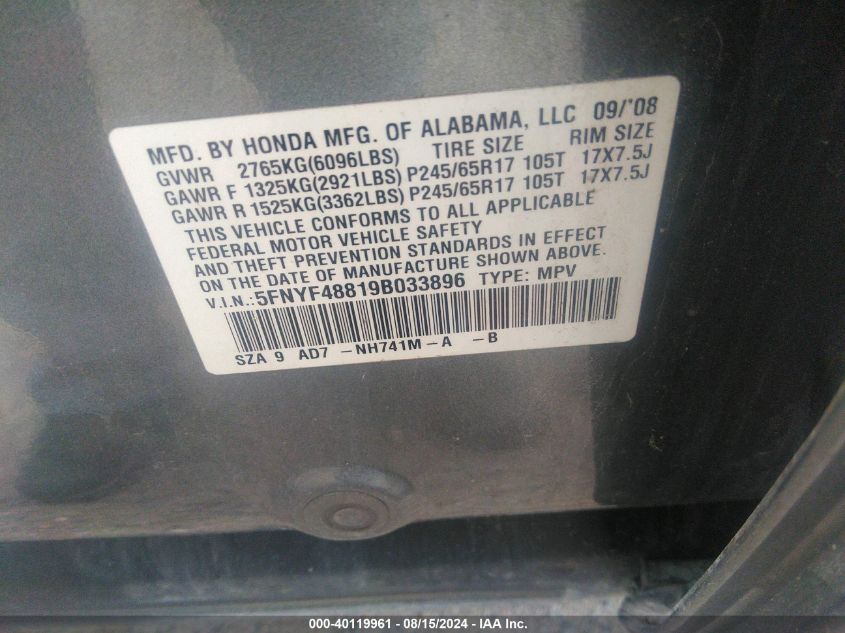 MFD. BY HONDA MFG. OF ALABAMA, LLC 09/'08
GVWR 2765KG(6096LBS) TIRE SIZE RIM SIZE
GAWR F 1325KG(2921LBS) P245/65R17 105T 17X7.5J
GAWR R 1525KG(3362LBS) P245/65R17 105T 17X7.5J
THIS VEHICLE CONFORMS TO ALL APPLICABLE
FEDERAL MOTOR VEHICLE SAFETY
AND THEFT PREVENTION STANDARDS IN EFFECT
ON THE DATE OF MANUFACTURE SHOWN ABOVE.
V.I.N.:5FNYF48819B033896 TYPE: MPV
SZA 9 AD7 -NH741M-A -B
000-40119961 - 08/15/2024 - IAA Inc.